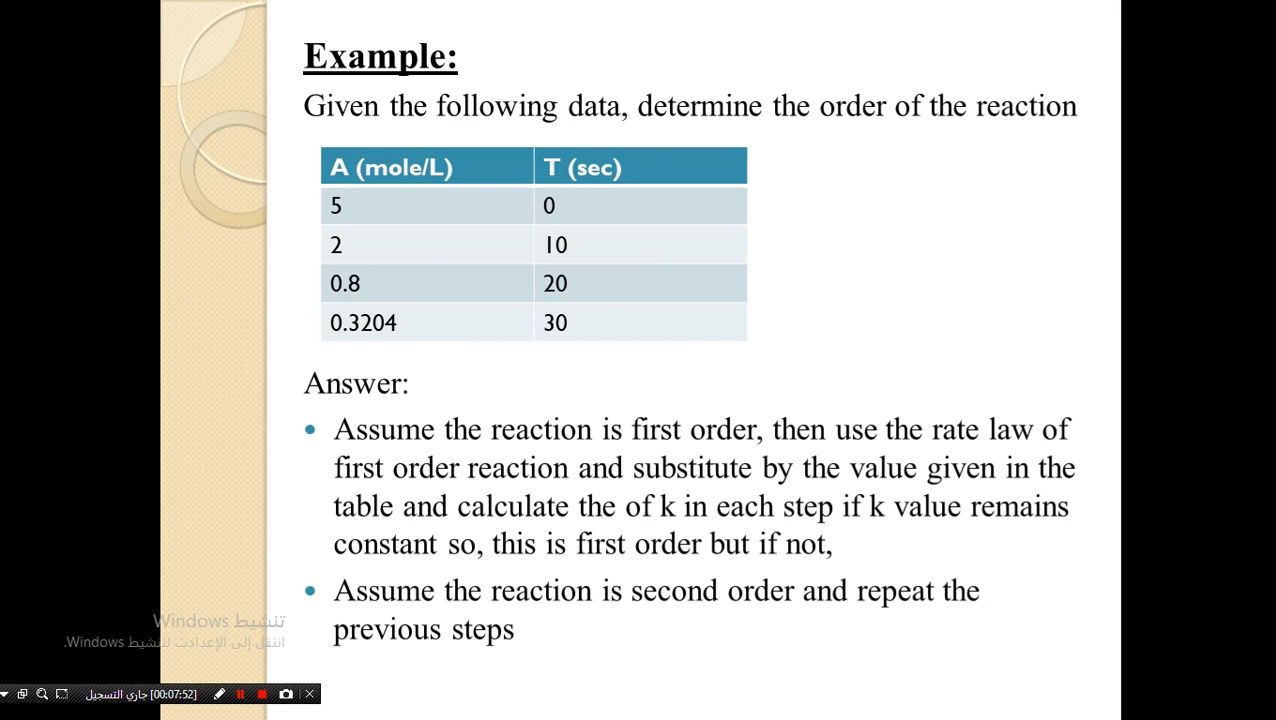 Example:
Given the following data, determine the order of the reaction
A (mole/L) T (sec)
5 0
2 10
0.8 20
0.3204 30
Answer:
• Assume the reaction is first order, then use the rate law of
first order reaction and substitute by the value given in the
table and calculate the of k in each step if k value remains
constant so, this is first order but if not,
• Assume the reaction is second order and repeat the
previous steps
تنشيط Windows
انتقل إلى الإعدادت لتنشيط Windows.
جاري التسجيل [00:07:52]